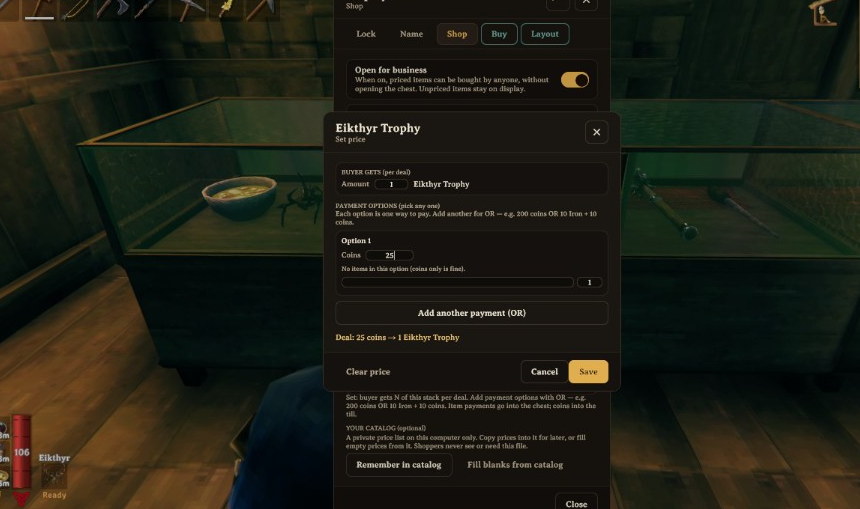 Shop
Lock
Name
Shop
Buy
Layout
Open for business
When on, priced items can be bought by anyone, without
opening the chest. Unpriced items stay on display.
Eikthyr Trophy
Set price
BUYER GETS (per deal)
Amount 1 Eikthyr Trophy
PAYMENT OPTIONS (pick any one)
Each option is one way to pay. Add another for OR — e.g. 200 coins OR 10 Iron + 10
coins.
Option 1
Coins 25
No items in this option (coins only is fine).
1
Add another payment (OR)
Deal: 25 coins → 1 Eikthyr Trophy
Clear price
Cancel
Save
Set: buyer gets N of this stack per deal. Add payment options with OR — e.g.
200 coins OR 10 Iron + 10 coins. Item payments go into the chest; coins into the
till.
YOUR CATALOG (optional)
A private price list on this computer only. Copy prices into it for later, or fill
empty prices from it. Shoppers never see or need this file.
Remember in catalog
Fill blanks from catalog
Close
106
Eikthyr
Ready